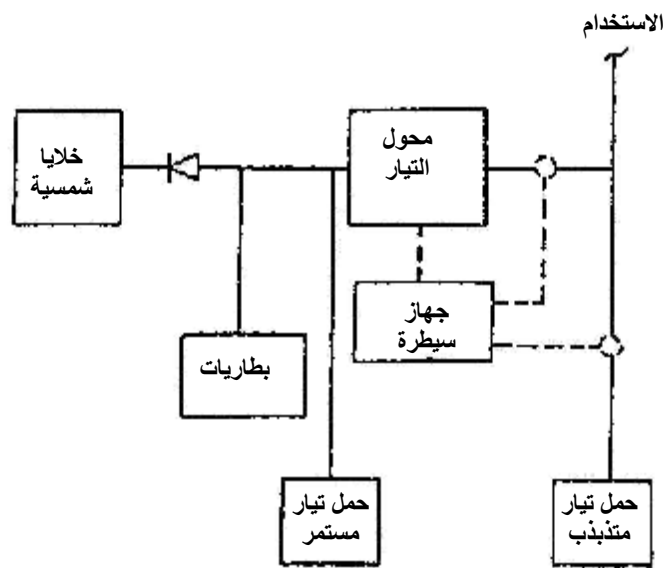 الاستخدام
خلايا
شمسية
محول
التيار
جهاز
سيطرة
بطاريات
حمل تيار
مستمر
حمل تيار
متذبذب